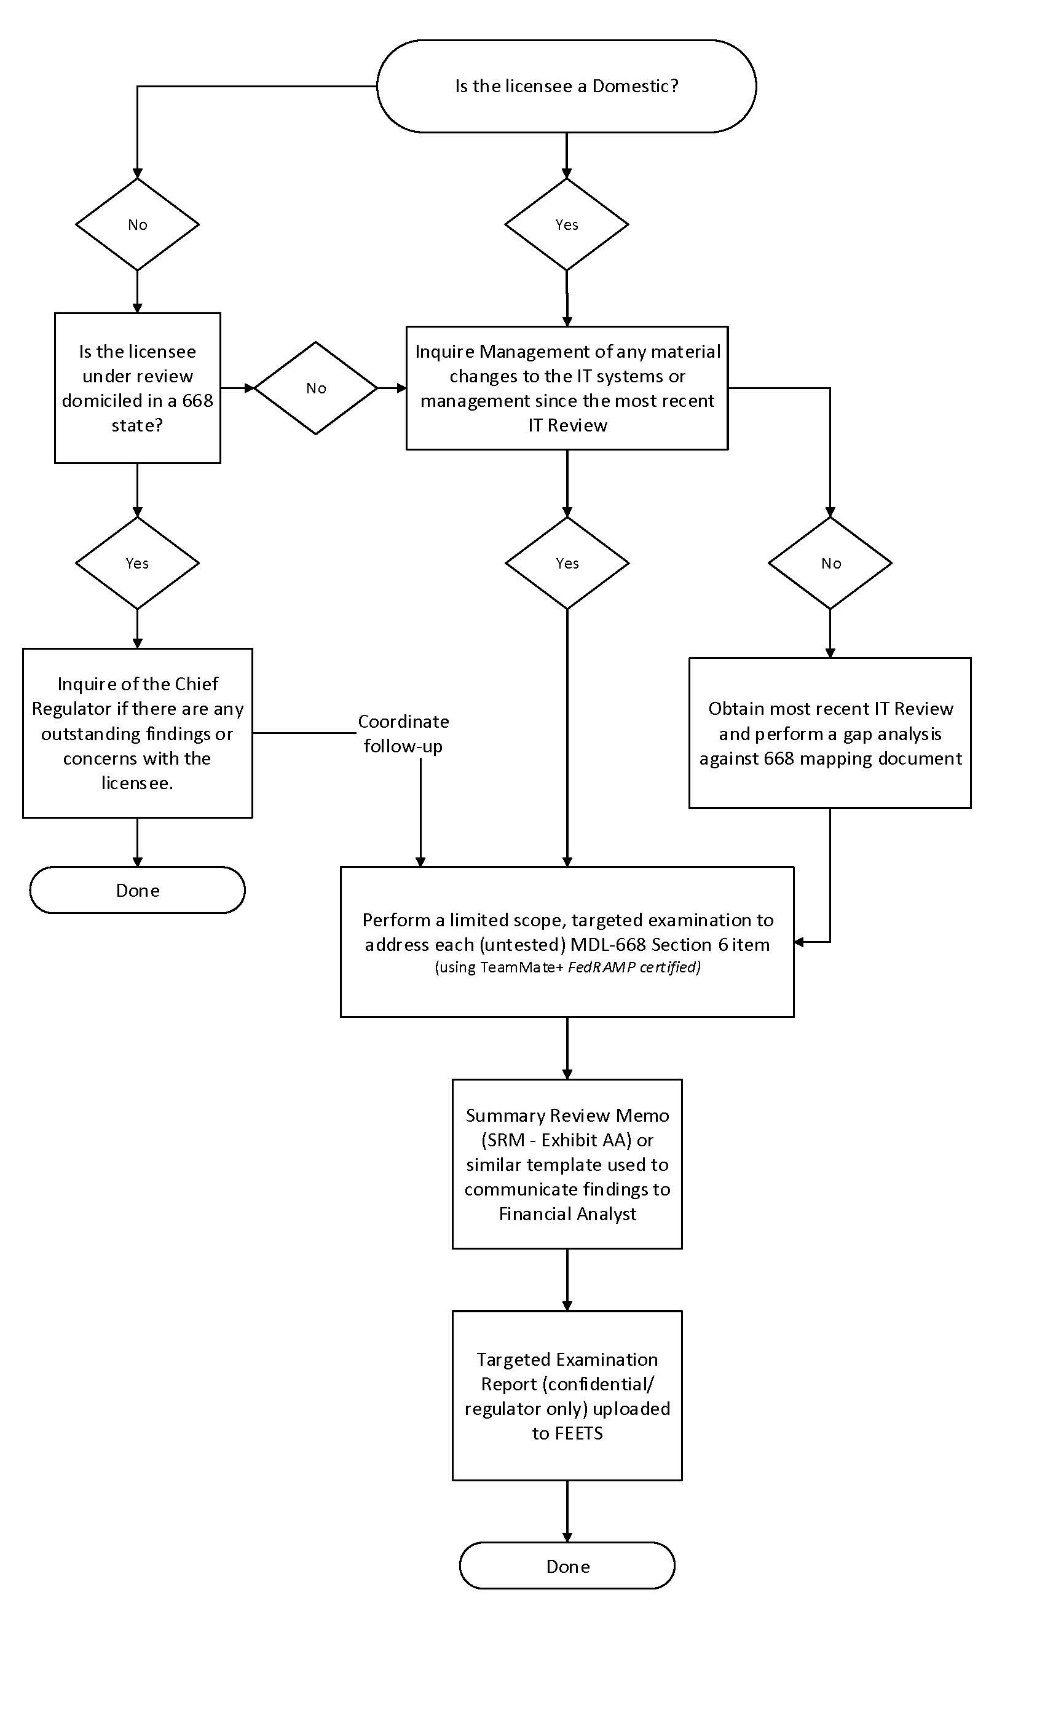 Is the licensee a Domestic?
No
Yes
Is the licensee
under review
domiciled in a 668
state?
No
Inquire Management of any material
changes to the IT systems or
management since the most recent
IT Review
Yes
Yes
No
Inquire of the Chief
Regulator if there are any
outstanding findings or
concerns with the
licensee.
Coordinate
follow-up
Obtain most recent IT Review
and perform a gap analysis
against 668 mapping document
Done
Perform a limited scope, targeted examination to
address each (untested) MDL-668 Section 6 item
(using TeamMate+ FedRAMP certified)
Summary Review Memo
(SRM - Exhibit AA) or
similar template used to
communicate findings to
Financial Analyst
Targeted Examination
Report (confidential/
regulator only) uploaded
to FEETS
Done